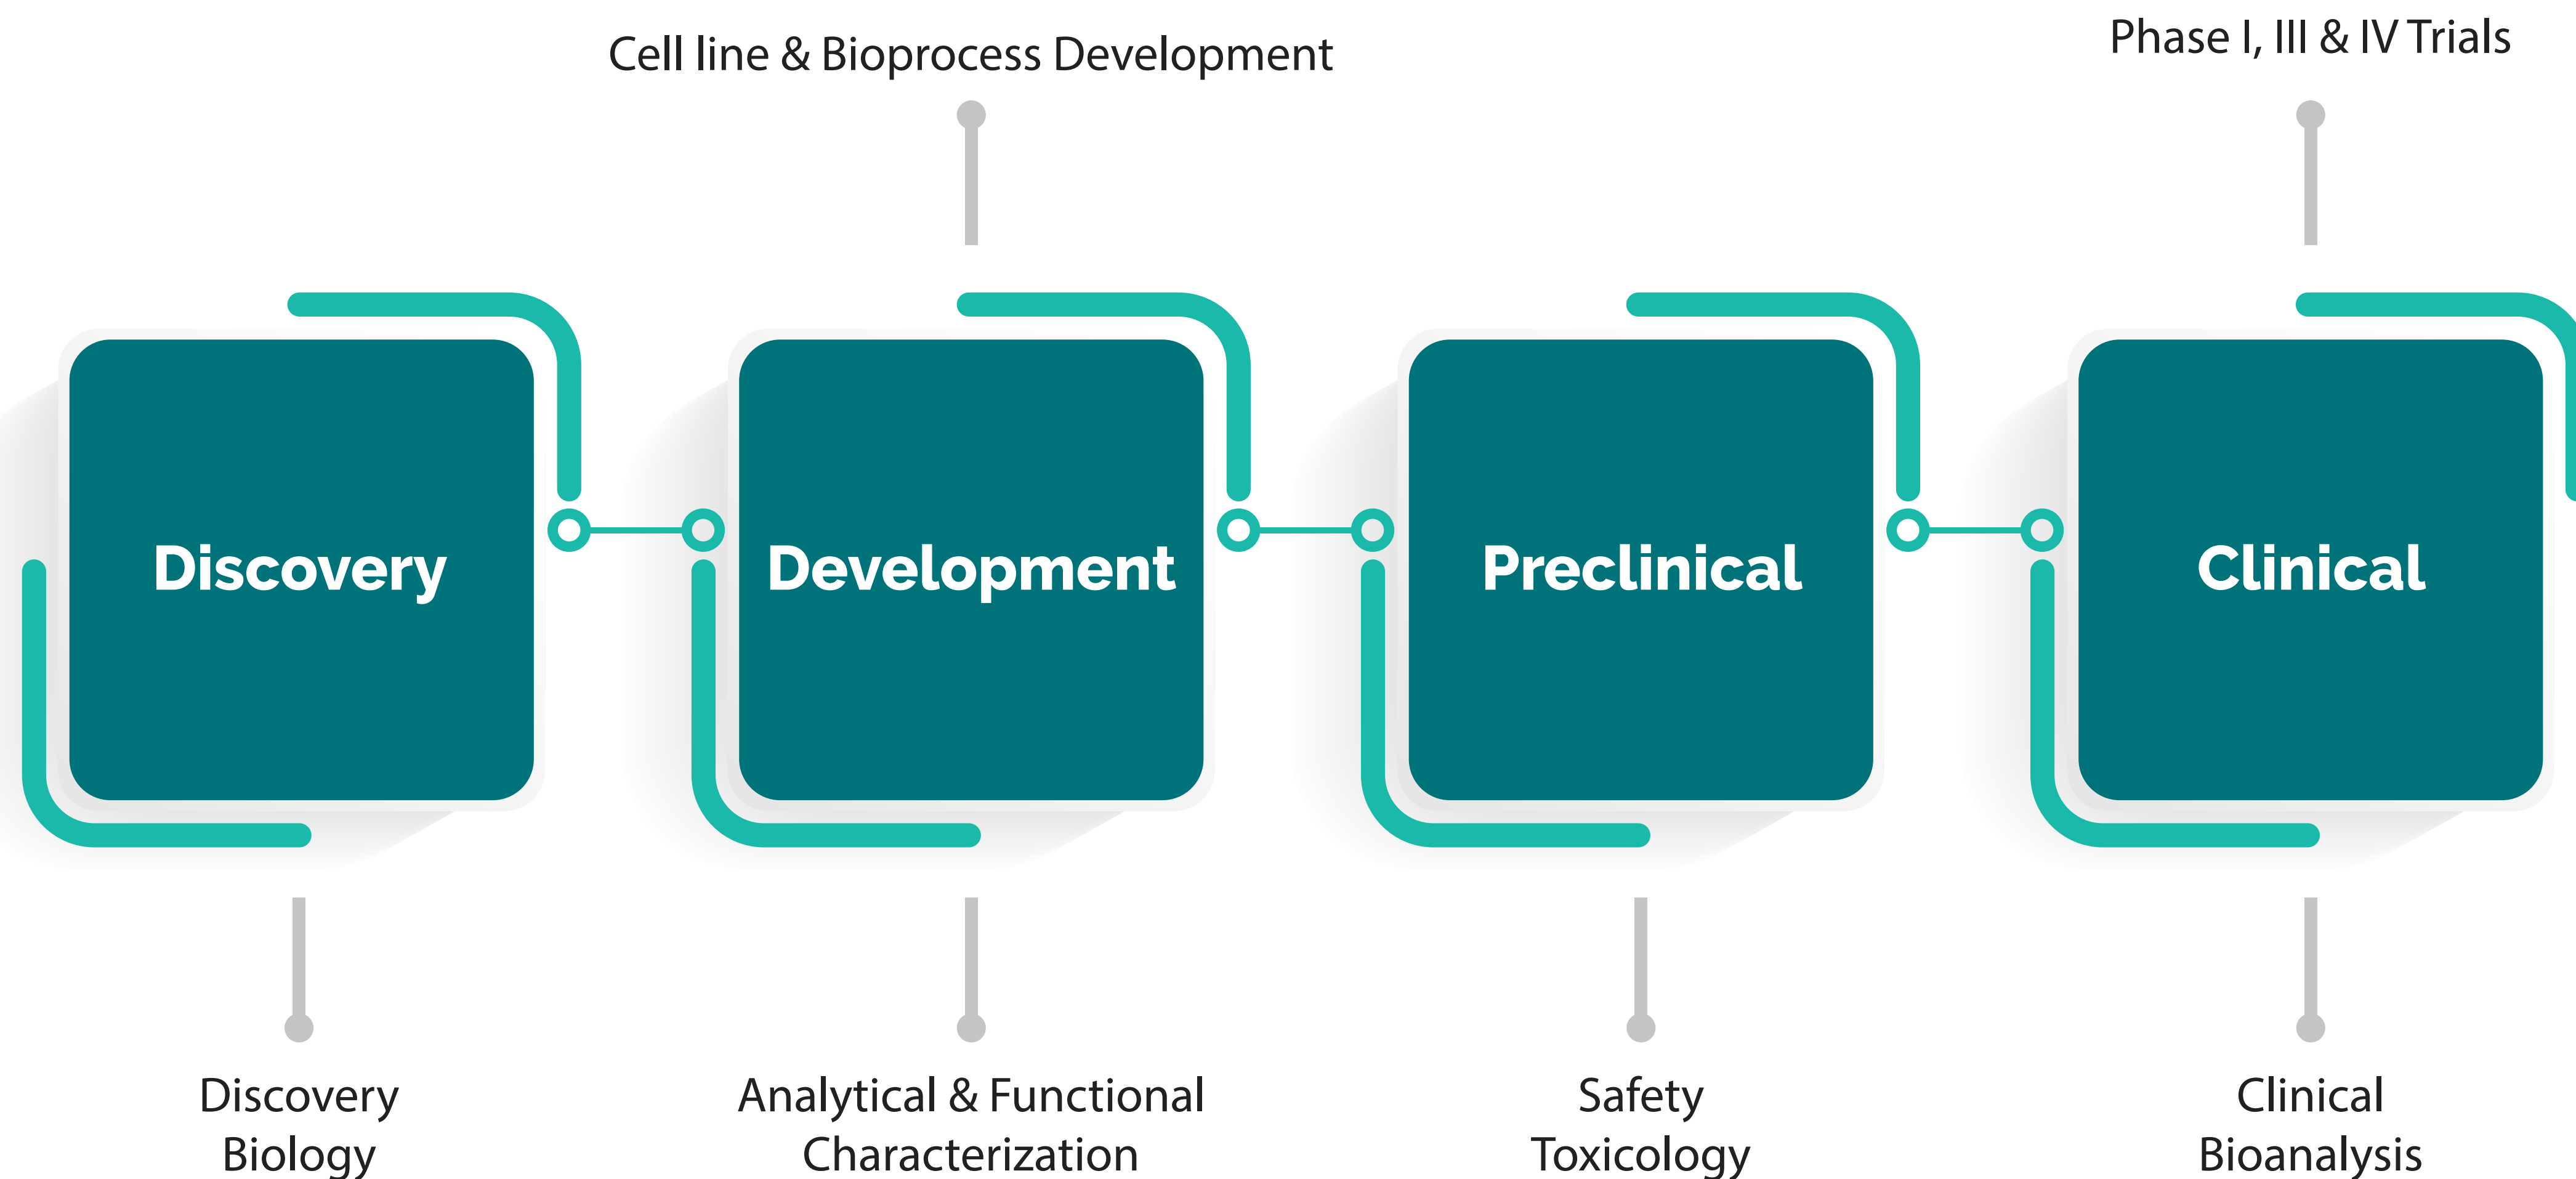 Cell line & Bioprocess Development
Phase I, III & IV Trials
Discovery
Development
Preclinical
Clinical
Discovery
Biology
Analytical & Functional
Characterization
Safety
Toxicology
Clinical
Bioanalysis